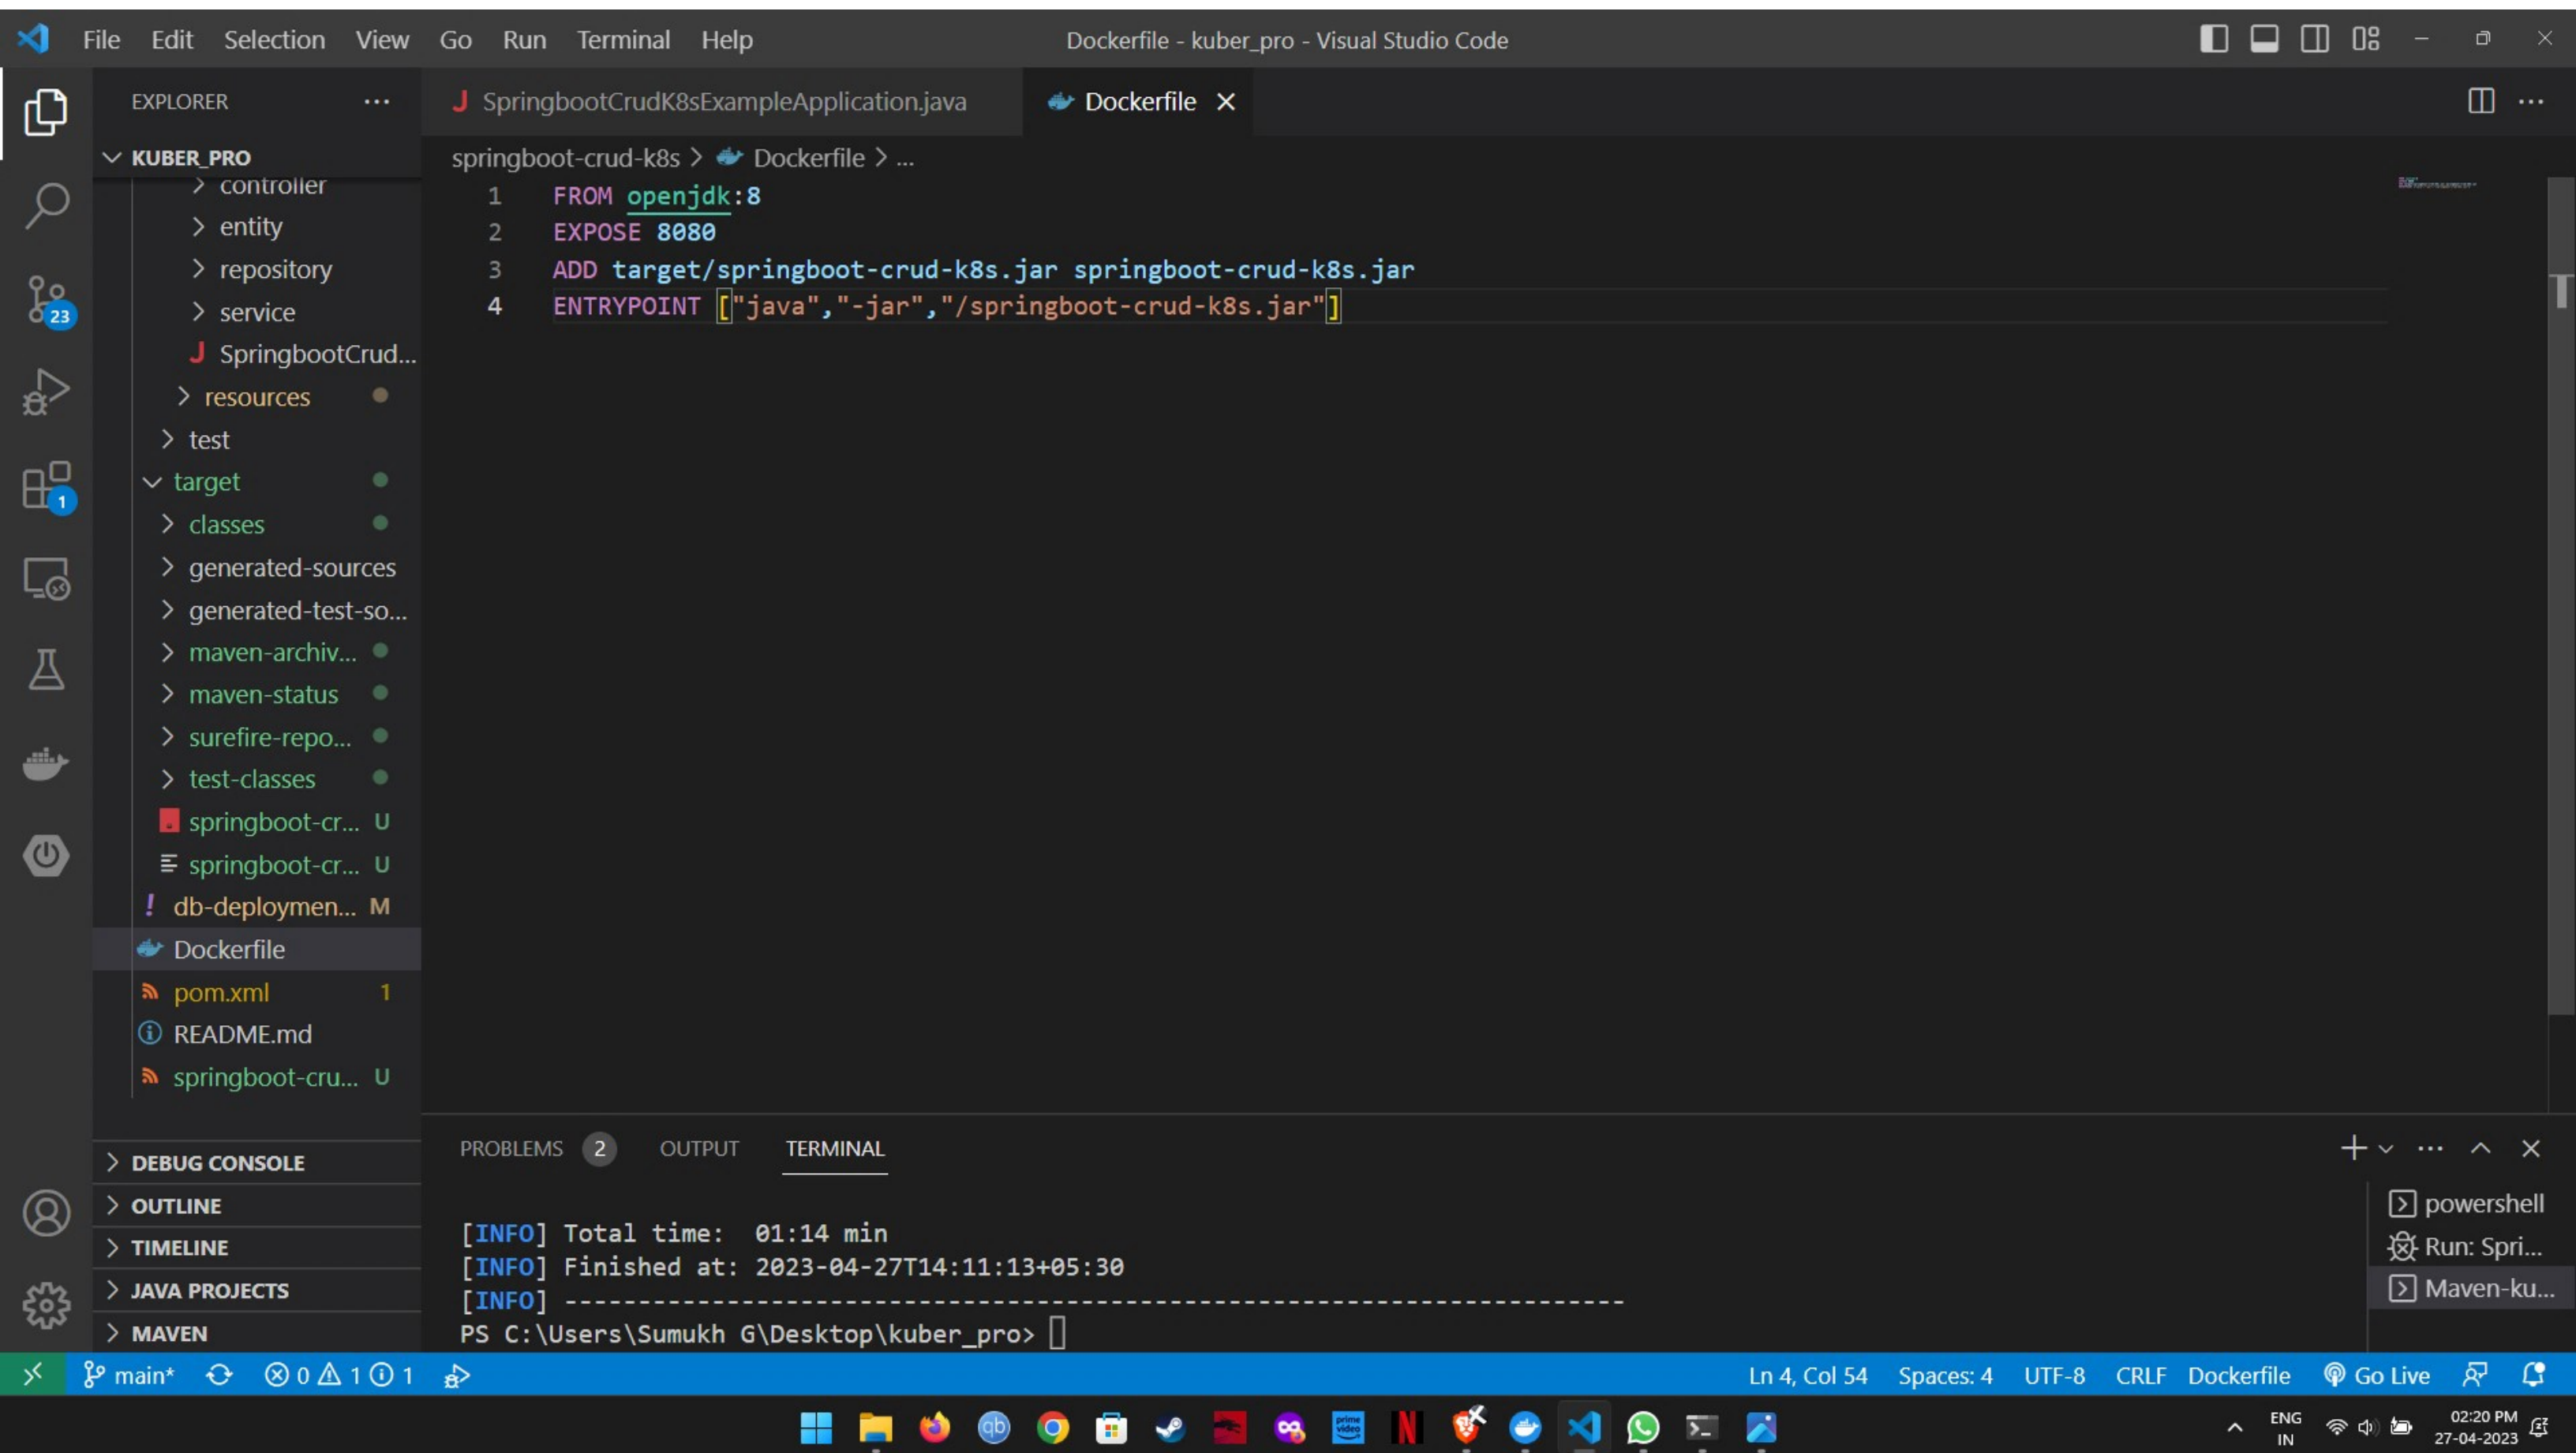 File Edit Selection View Go Run Terminal Help
Dockerfile - kuber_pro - Visual Studio Code
EXPLORER
SpringbootCrudK8sExampleApplication.java
Dockerfile
KUBER_PRO
springboot-crud-k8s > Dockerfile > ...
controller
entity
repository
service
J SpringbootCrud...
resources
test
target
classes
generated-sources
generated-test-so...
maven-archiv...
maven-status
surefire-repo...
test-classes
springboot-cr... U
springboot-cr... U
! db-deploymen... M
Dockerfile
pom.xml 1
README.md
springboot-cru... U
DEBUG CONSOLE
OUTLINE
TIMELINE
JAVA PROJECTS
MAVEN
23
1
1 FROM openjdk:8
2 EXPOSE 8080
3 ADD target/springboot-crud-k8s.jar springboot-crud-k8s.jar
4 ENTRYPOINT ["java","-jar","/springboot-crud-k8s.jar"]
PROBLEMS 2 OUTPUT TERMINAL
[INFO] Total time:  01:14 min
[INFO] Finished at: 2023-04-27T14:11:13+05:30
[INFO] ------------------------------------------------------------------------
PS C:\Users\Sumukh G\Desktop\kuber_pro>
powershell
Run: Spri...
Maven-ku...
main* 0 1 1
Ln 4, Col 54 Spaces: 4 UTF-8 CRLF Dockerfile Go Live
qb
prime video
N
ENG
IN
02:20 PM
27-04-2023